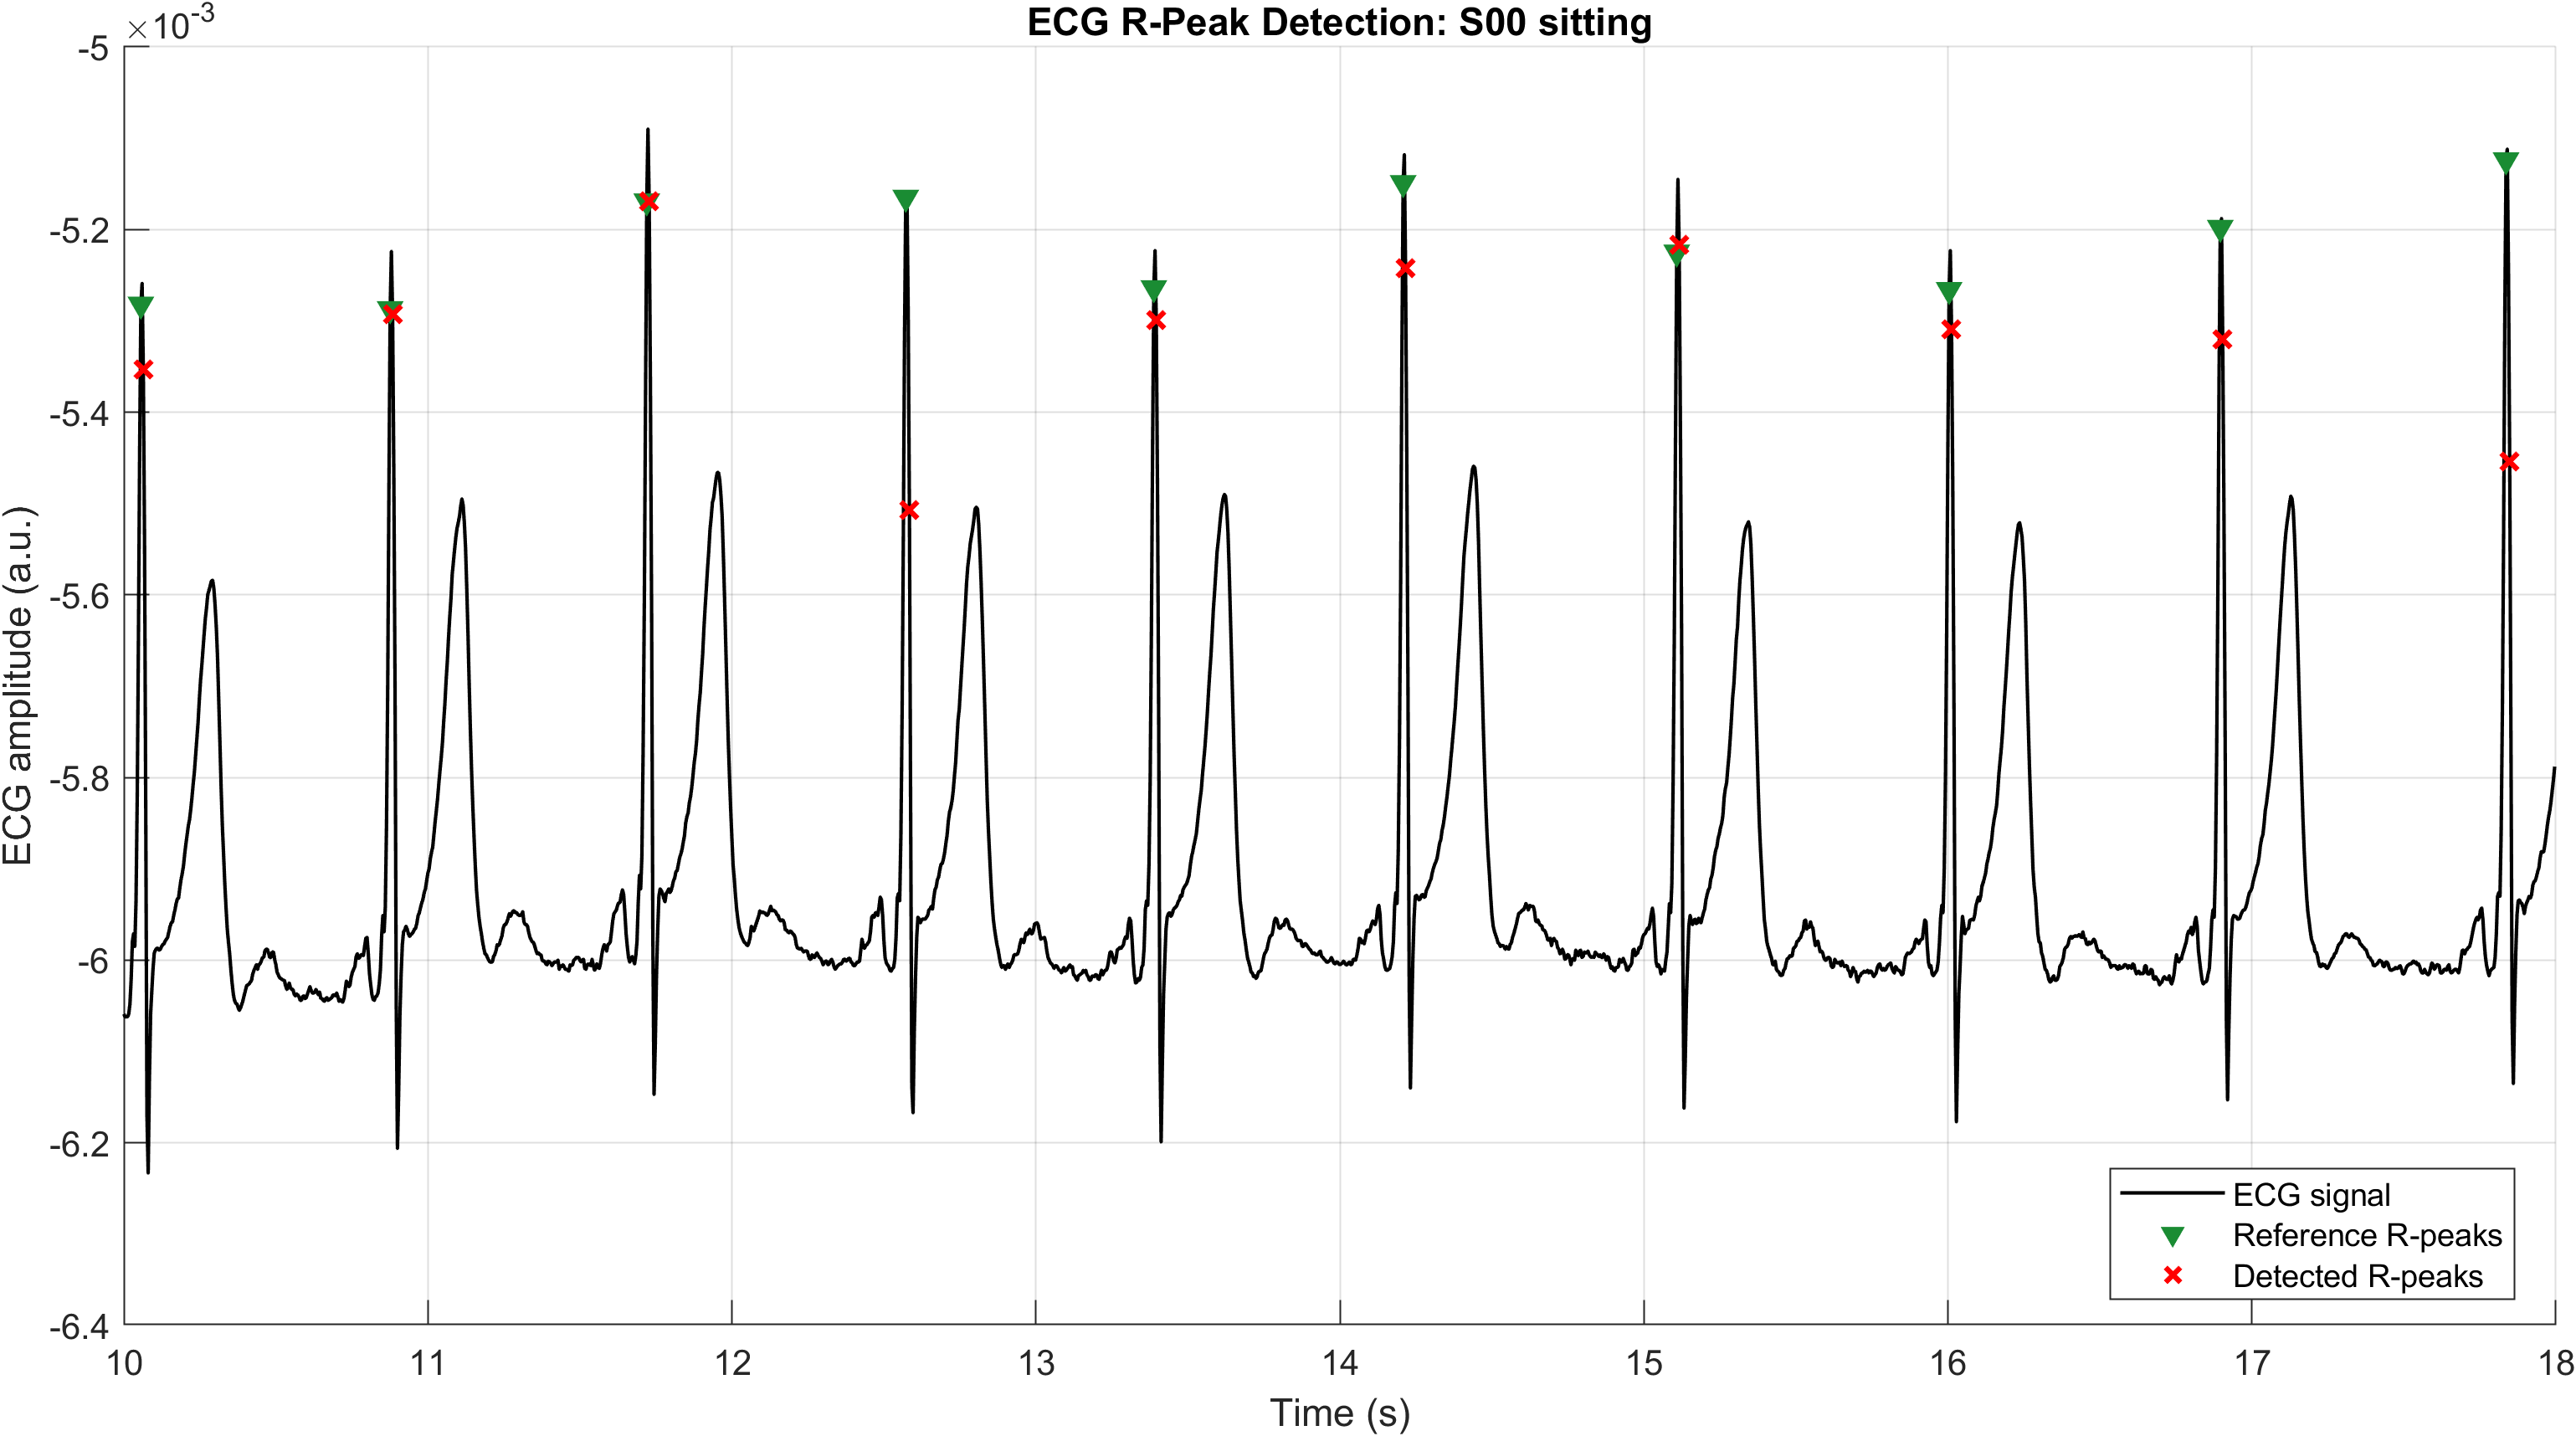 ECG R-Peak Detection: S00 sitting
×10⁻³
-5
-5.2
-5.4
-5.6
-5.8
-6
-6.2
-6.4
ECG amplitude (a.u.)
10 11 12 13 14 15 16 17 18
Time (s)
ECG signal
Reference R-peaks
Detected R-peaks